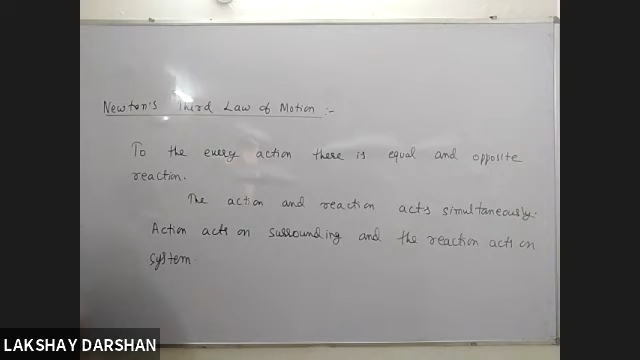 Newton's Third Law of Motion :-
To the every action there is equal and opposite
reaction.
The action and reaction acts simultaneously.
Action acts on surrounding and the reaction acts on
system.
LAKSHAY DARSHAN